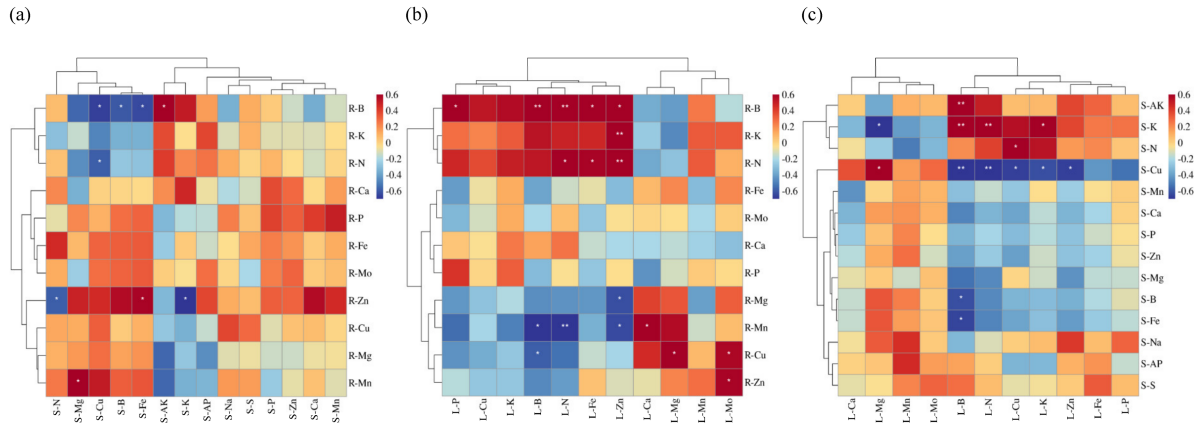 (a)
(b)
(c)
* * * * *
R-B
R-K
* R-N
R-Ca
R-P
R-Fe
R-Mo
* * * R-Zn
R-Cu
R-Mg
* R-Mn
S-N S-Mg S-Cu S-B S-Fe S-AK S-K S-AP S-Na S-S S-P S-Zn S-Ca S-Mn
0.6
0.4
0.2
0
-0.2
-0.4
-0.6
* ** ** * * R-B
** R-K
* * ** R-N
R-Fe
R-Mo
R-Ca
R-P
* R-Mg
* ** * * R-Mn
* * * R-Cu
* R-Zn
L-P L-Cu L-K L-B L-N L-Fe L-Zn L-Ca L-Mg L-Mn L-Mo
0.6
0.4
0.2
0
-0.2
-0.4
-0.6
** S-AK
* ** ** * S-K
* S-N
* ** ** * * * S-Cu
S-Mn
S-Ca
S-P
S-Zn
S-Mg
* S-B
* S-Fe
S-Na
S-AP
S-S
L-Ca L-Mg L-Mn L-Mo L-B L-N L-Cu L-K L-Zn L-Fe L-P
0.6
0.4
0.2
0
-0.2
-0.4
-0.6